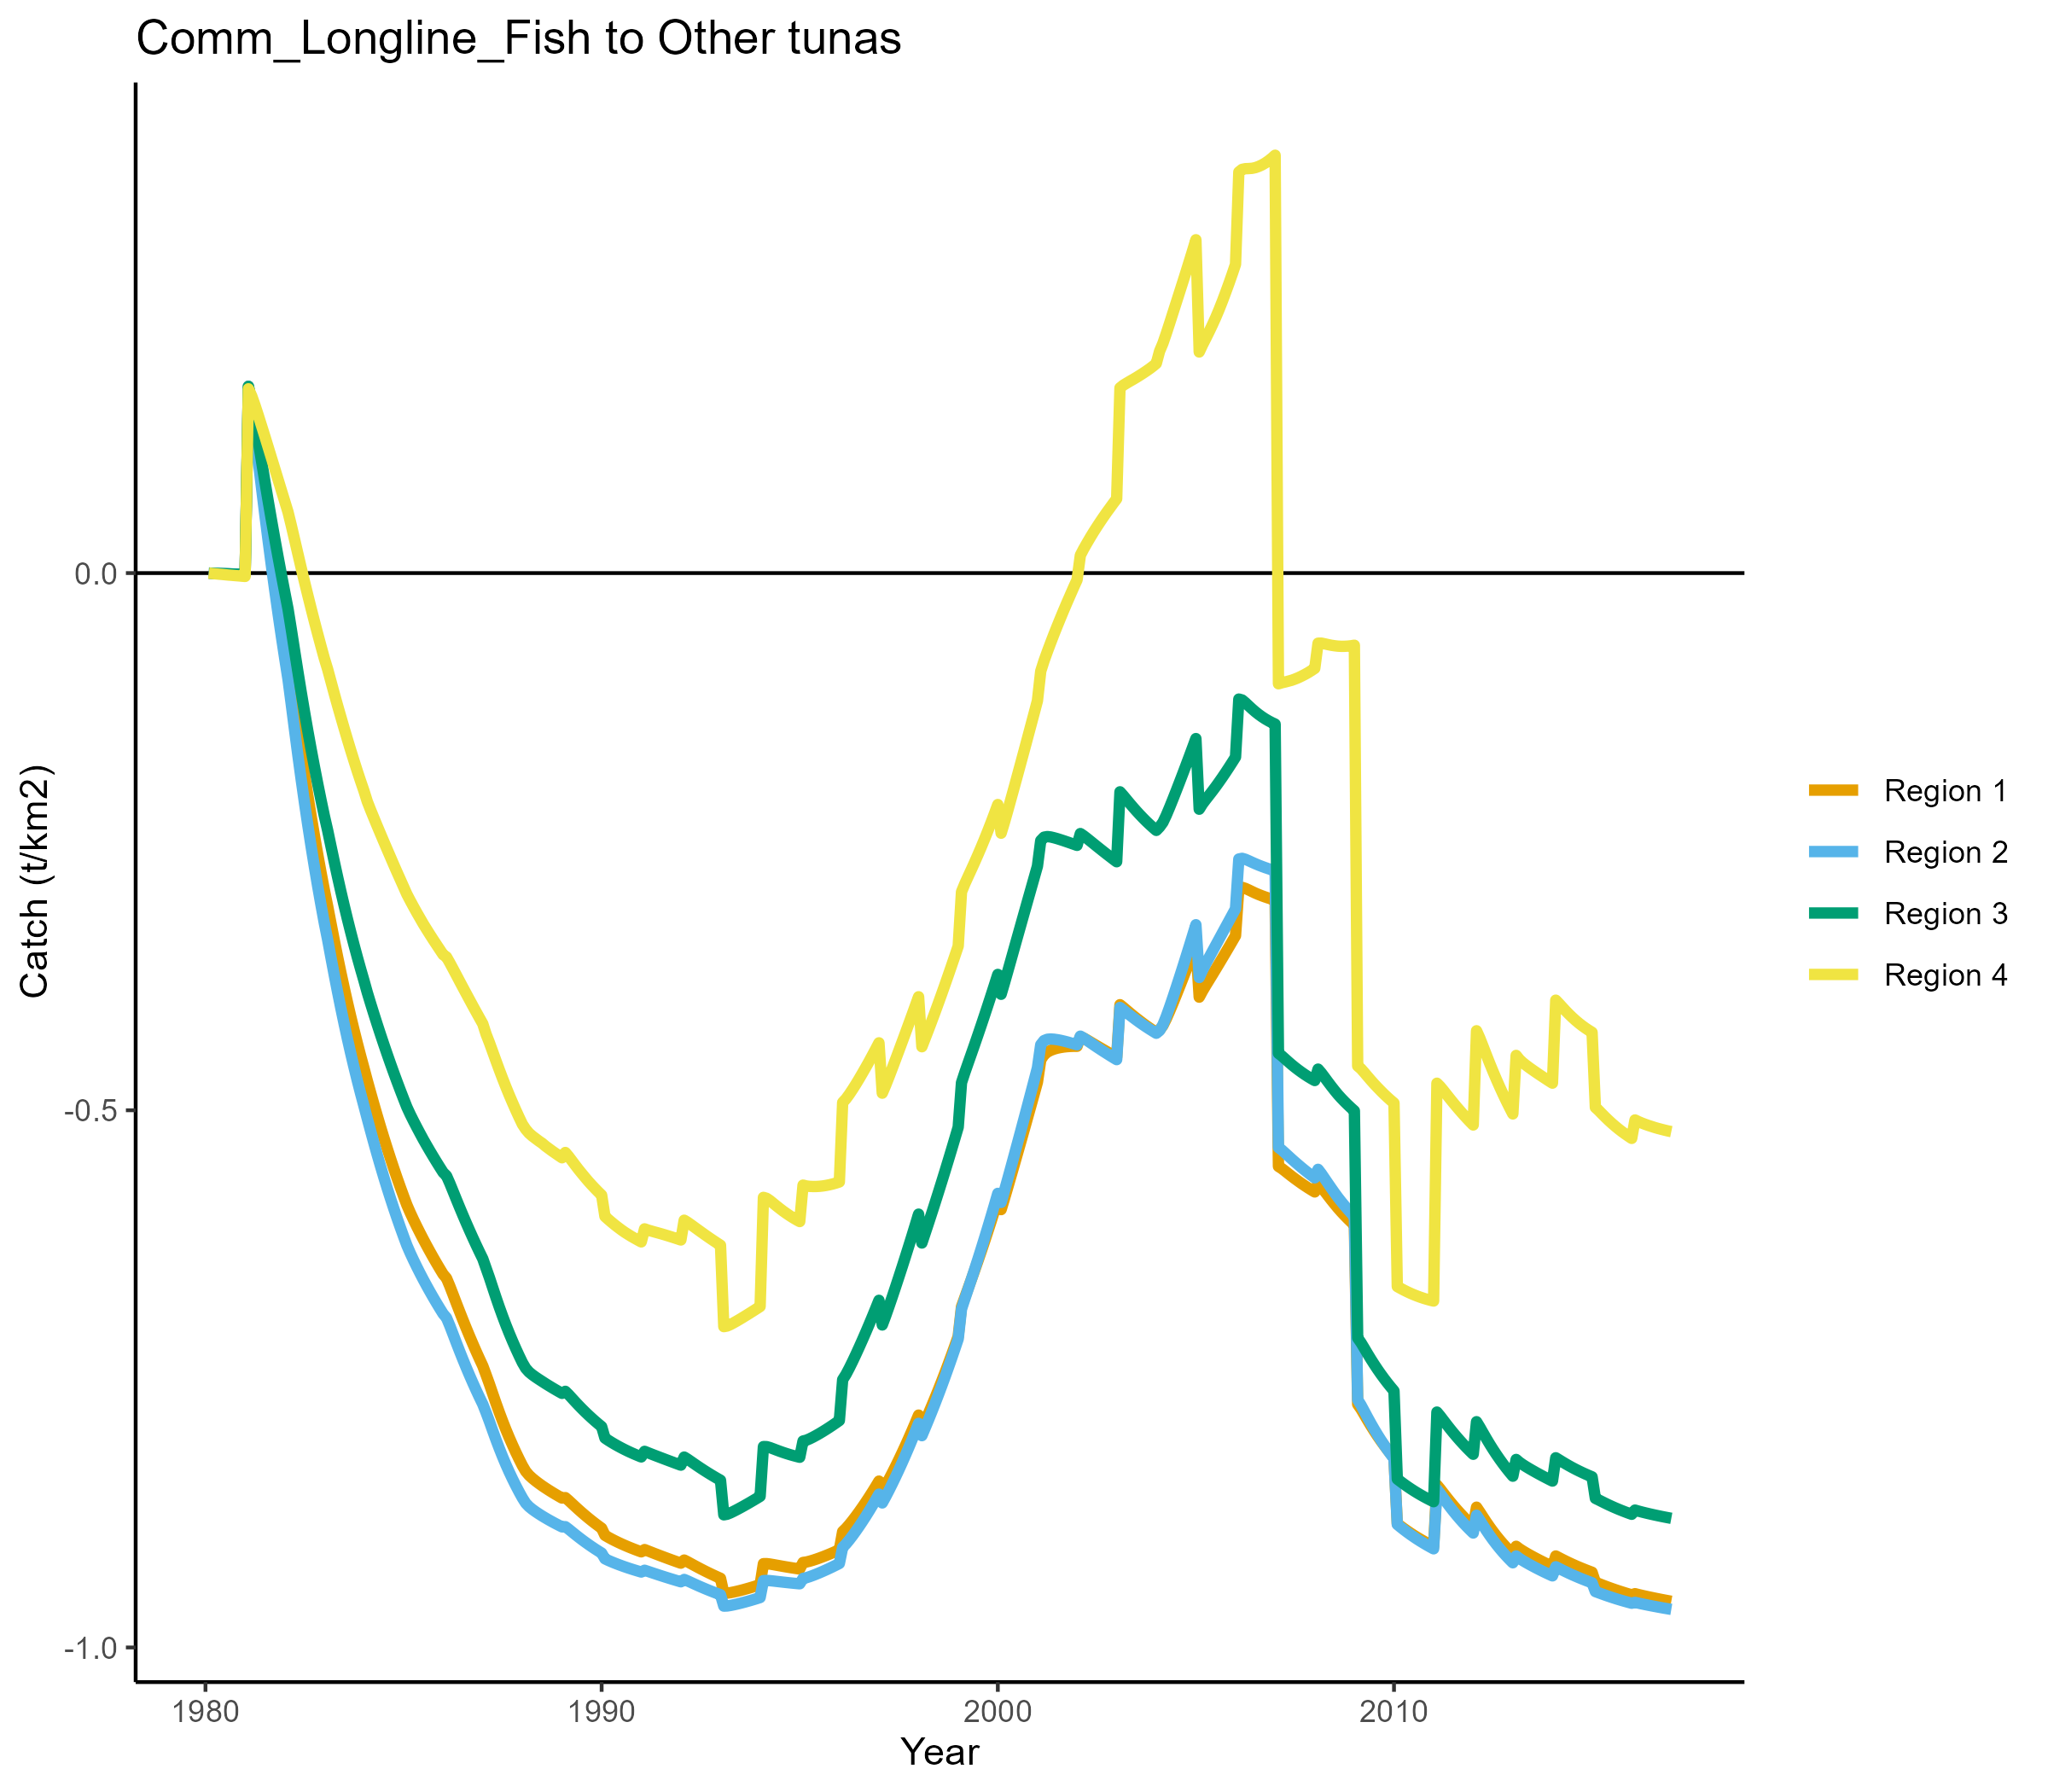 Comm_Longline_Fish to Other tunas
Catch (t/km2)
0.0
-0.5
-1.0
1980
1990
2000
2010
Year
Region 1
Region 2
Region 3
Region 4